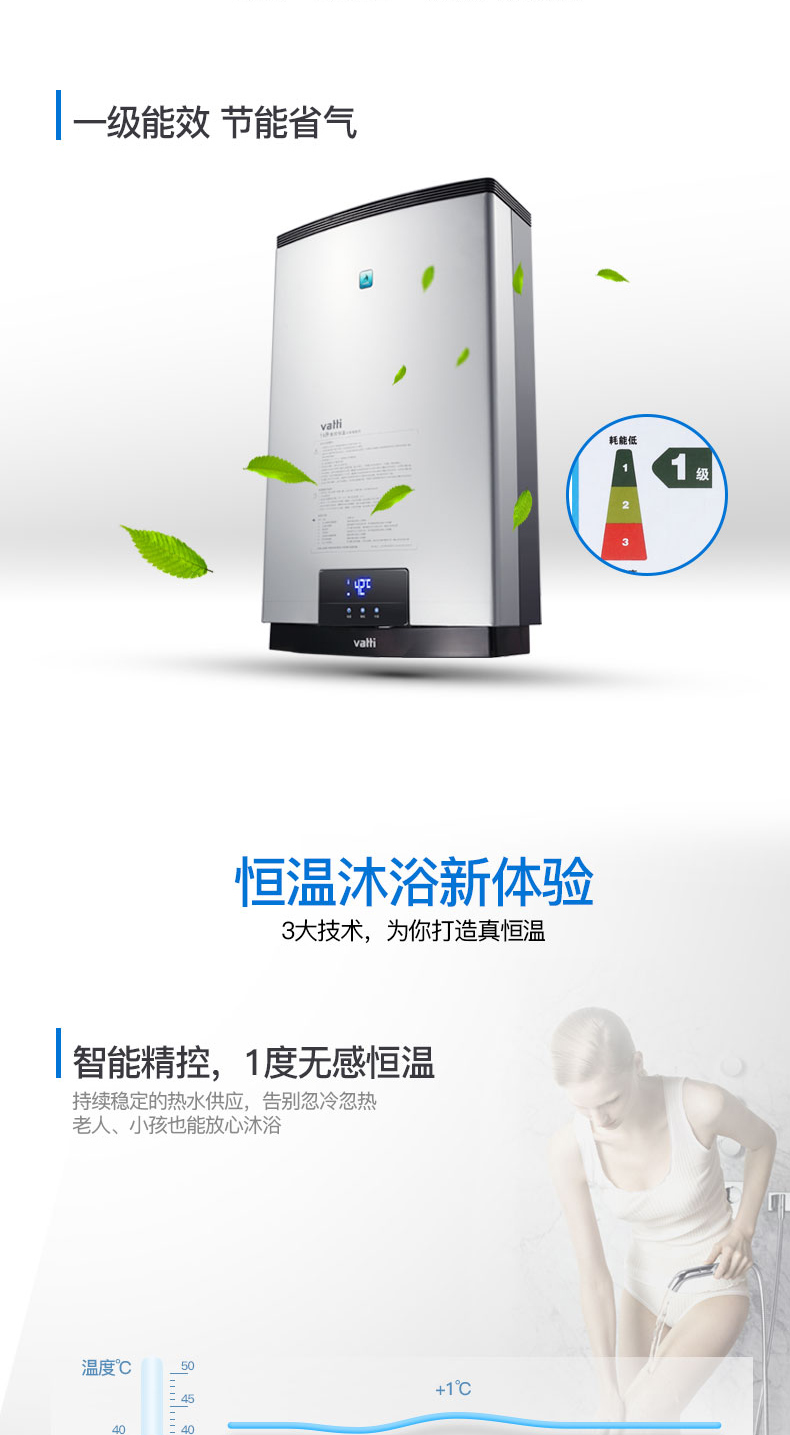 一级能效 节能省气
vatti
耗能低
1
1级
2
3
42℃
vatti
恒温沐浴新体验
3大技术，为你打造真恒温
智能精控，1度无感恒温
持续稳定的热水供应，告别忽冷忽热
老人、小孩也能放心沐浴
温度℃
50
+1℃
45
40
40